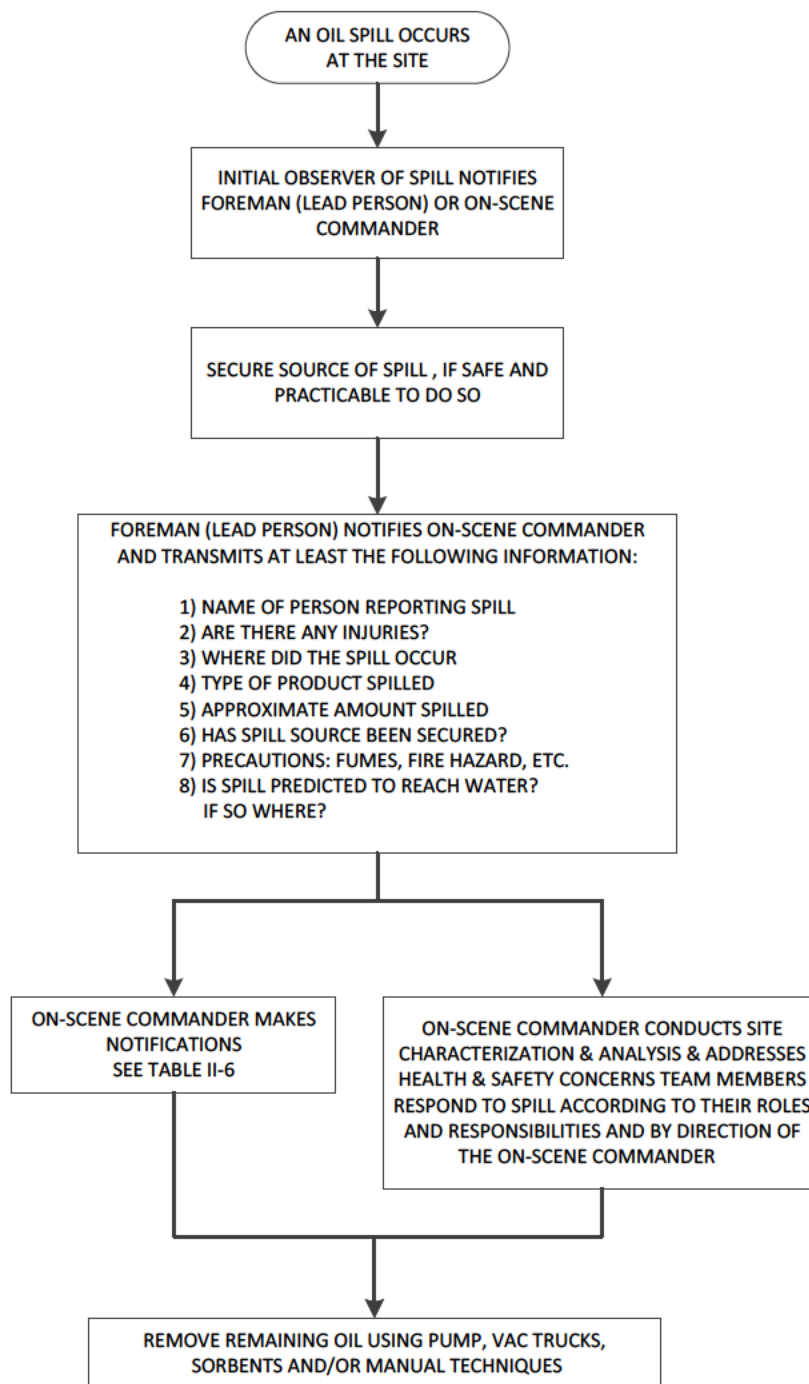 AN OIL SPILL OCCURS
AT THE SITE
INITIAL OBSERVER OF SPILL NOTIFIES
FOREMAN (LEAD PERSON) OR ON-SCENE
COMMANDER
SECURE SOURCE OF SPILL , IF SAFE AND
PRACTICABLE TO DO SO
FOREMAN (LEAD PERSON) NOTIFIES ON-SCENE COMMANDER
AND TRANSMITS AT LEAST THE FOLLOWING INFORMATION:
1) NAME OF PERSON REPORTING SPILL
2) ARE THERE ANY INJURIES?
3) WHERE DID THE SPILL OCCUR
4) TYPE OF PRODUCT SPILLED
5) APPROXIMATE AMOUNT SPILLED
6) HAS SPILL SOURCE BEEN SECURED?
7) PRECAUTIONS: FUMES, FIRE HAZARD, ETC.
8) IS SPILL PREDICTED TO REACH WATER?
IF SO WHERE?
ON-SCENE COMMANDER MAKES
NOTIFICATIONS
SEE TABLE II-6
ON-SCENE COMMANDER CONDUCTS SITE
CHARACTERIZATION & ANALYSIS & ADDRESSES
HEALTH & SAFETY CONCERNS TEAM MEMBERS
RESPOND TO SPILL ACCORDING TO THEIR ROLES
AND RESPONSIBILITIES AND BY DIRECTION OF
THE ON-SCENE COMMANDER
REMOVE REMAINING OIL USING PUMP, VAC TRUCKS,
SORBENTS AND/OR MANUAL TECHNIQUES